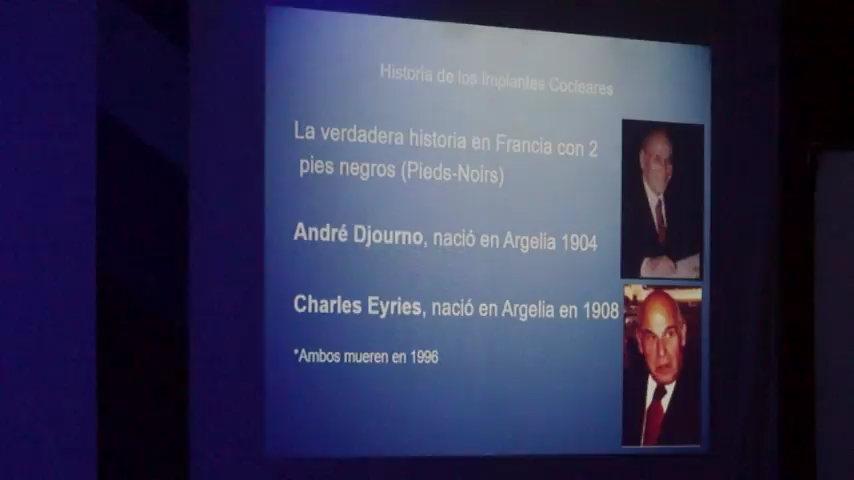 Historia de los Implantes Cocleares
La verdadera historia en Francia con 2
pies negros (Pieds-Noirs)
André Djourno, nació en Argelia 1904
Charles Eyries, nació en Argelia en 1908
*Ambos mueren en 1996